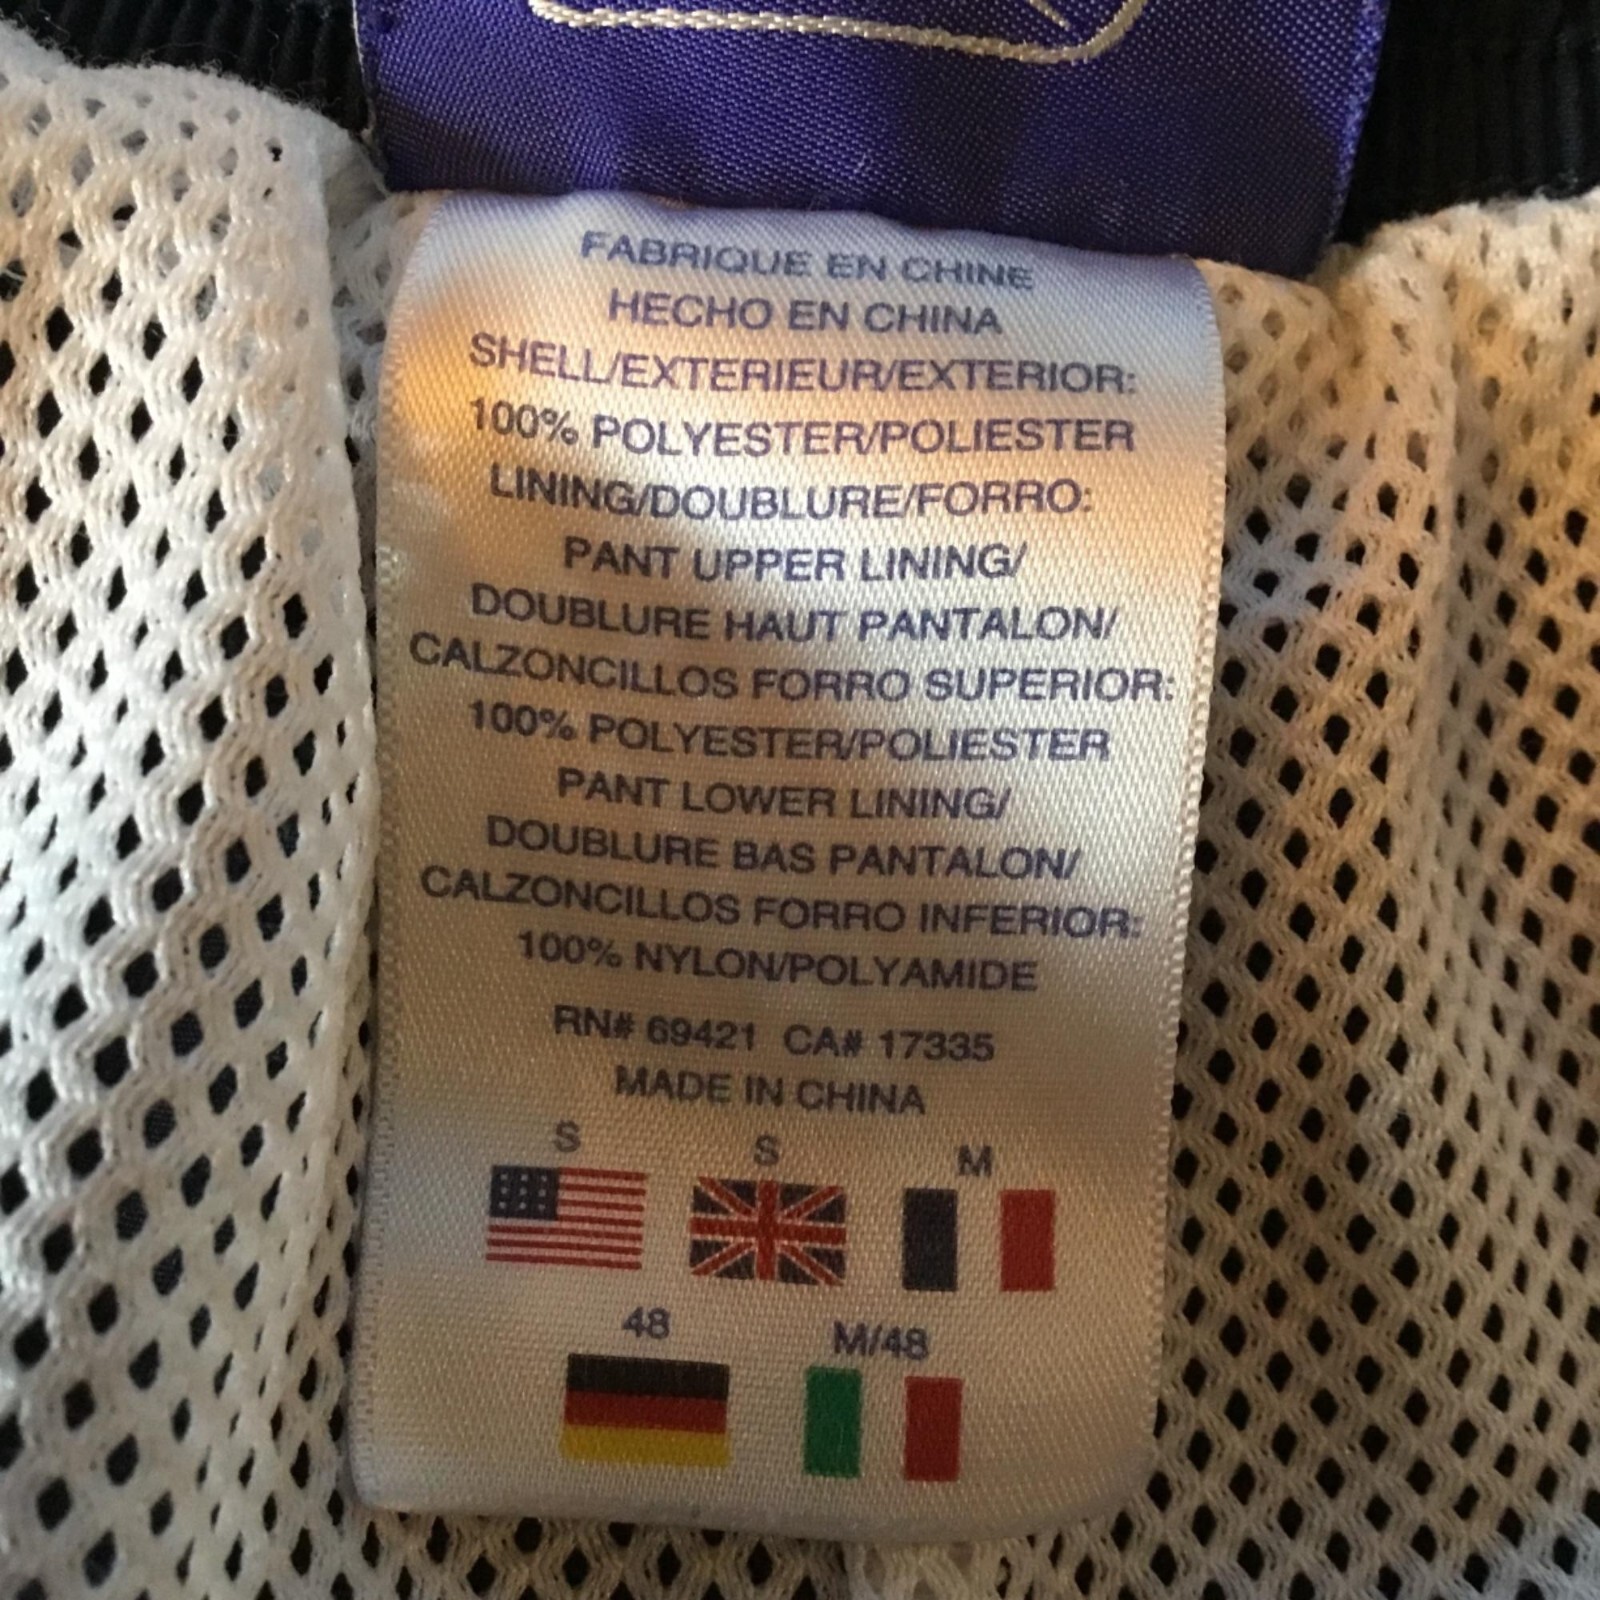 FABRIQUE EN CHINE
HECHO EN CHINA
SHELL/EXTERIEUR/EXTERIOR:
100% POLYESTER/POLIESTER
LINING/DOUBLURE/FORRO:
PANT UPPER LINING/
DOUBLURE HAUT PANTALON/
CALZONCILLOS FORRO SUPERIOR:
100% POLYESTER/POLIESTER
PANT LOWER LINING/
DOUBLURE BAS PANTALON/
CALZONCILLOS FORRO INFERIOR:
100% NYLON/POLYAMIDE
RN# 69421 CA# 17335
MADE IN CHINA
S S M
48 M/48